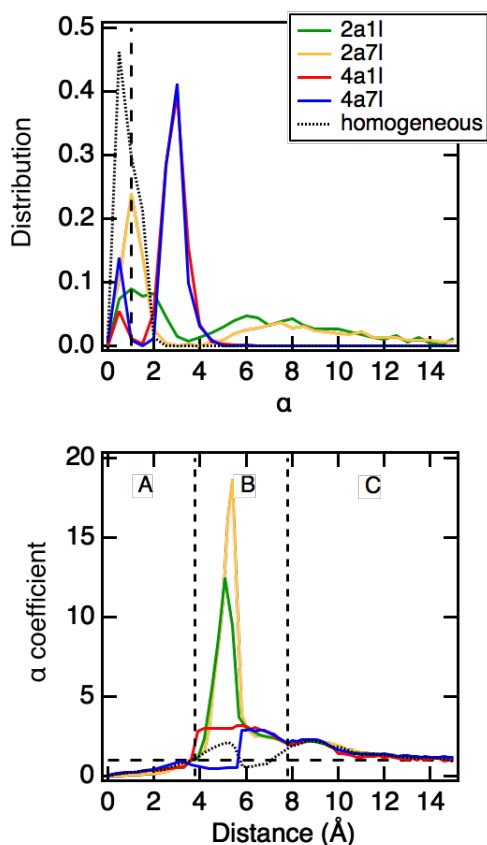 2a1l
2a7l
4a1l
4a7l
homogeneous
Distribution
0.5
0.4
0.3
0.2
0.1
0.0
0 2 4 6 8 10 12 14
α
α coefficient
20
15
10
5
0
A B C
0 2 4 6 8 10 12 14
Distance (Å)